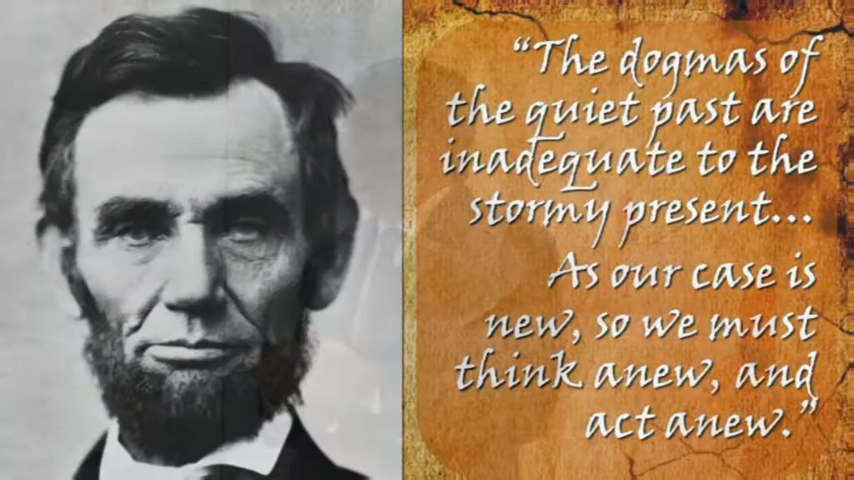 “The dogmas of
the quiet past are
inadequate to the
stormy present...
As our case is
new, so we must
think anew, and
act anew.”